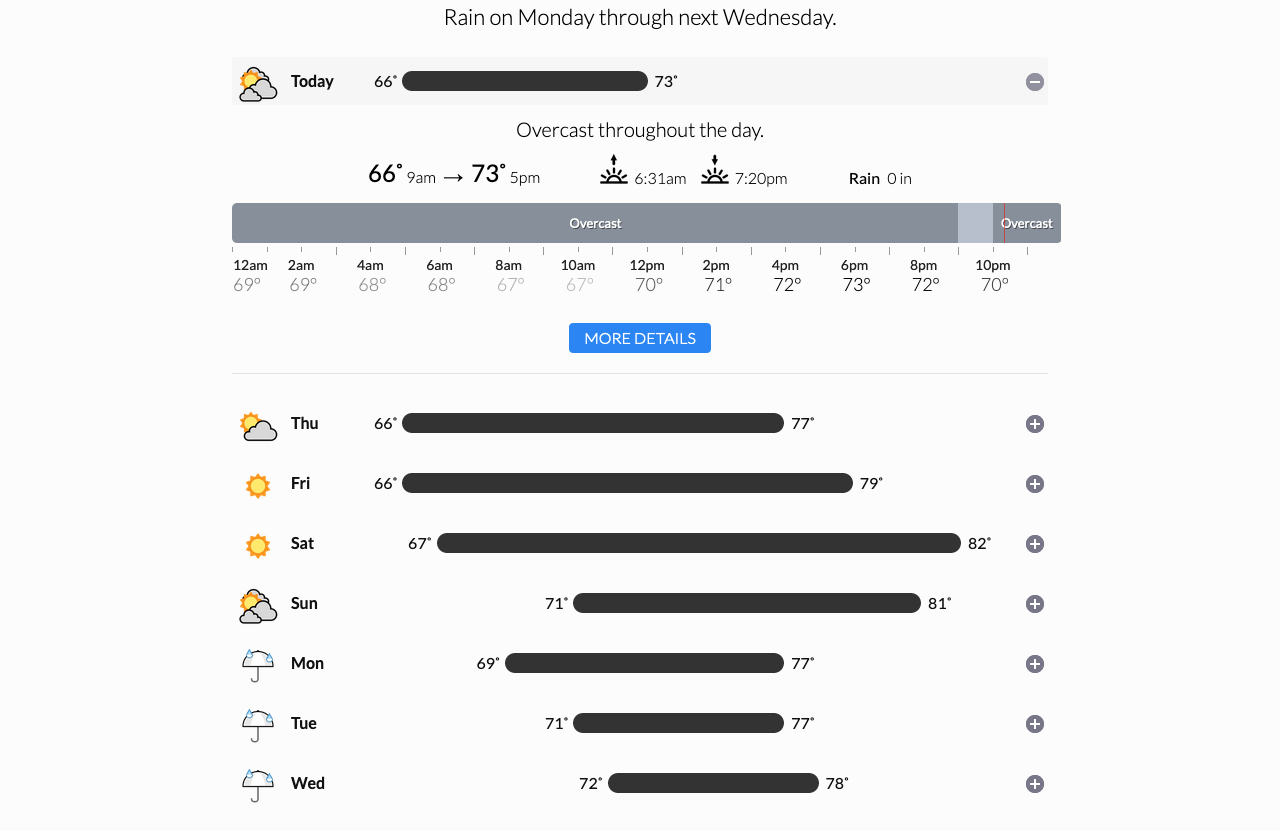 Rain on Monday through next Wednesday.
Today 66˚ 73˚
Overcast throughout the day.
66˚ 9am → 73˚ 5pm 6:31am 7:20pm Rain 0 in
Overcast Overcast
12am 2am 4am 6am 8am 10am 12pm 2pm 4pm 6pm 8pm 10pm
69° 69° 68° 68° 67° 67° 70° 71° 72° 73° 72° 70°
MORE DETAILS
Thu 66˚ 77˚
Fri 66˚ 79˚
Sat 67˚ 82˚
Sun 71˚ 81˚
Mon 69˚ 77˚
Tue 71˚ 77˚
Wed 72˚ 78˚